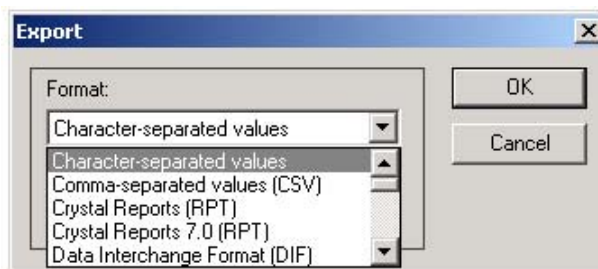 Export
Format:
OK
Character-separated values
Cancel
Character-separated values
Comma-separated values (CSV)
Crystal Reports (RPT)
Crystal Reports 7.0 (RPT)
Data Interchange Format (DIF)